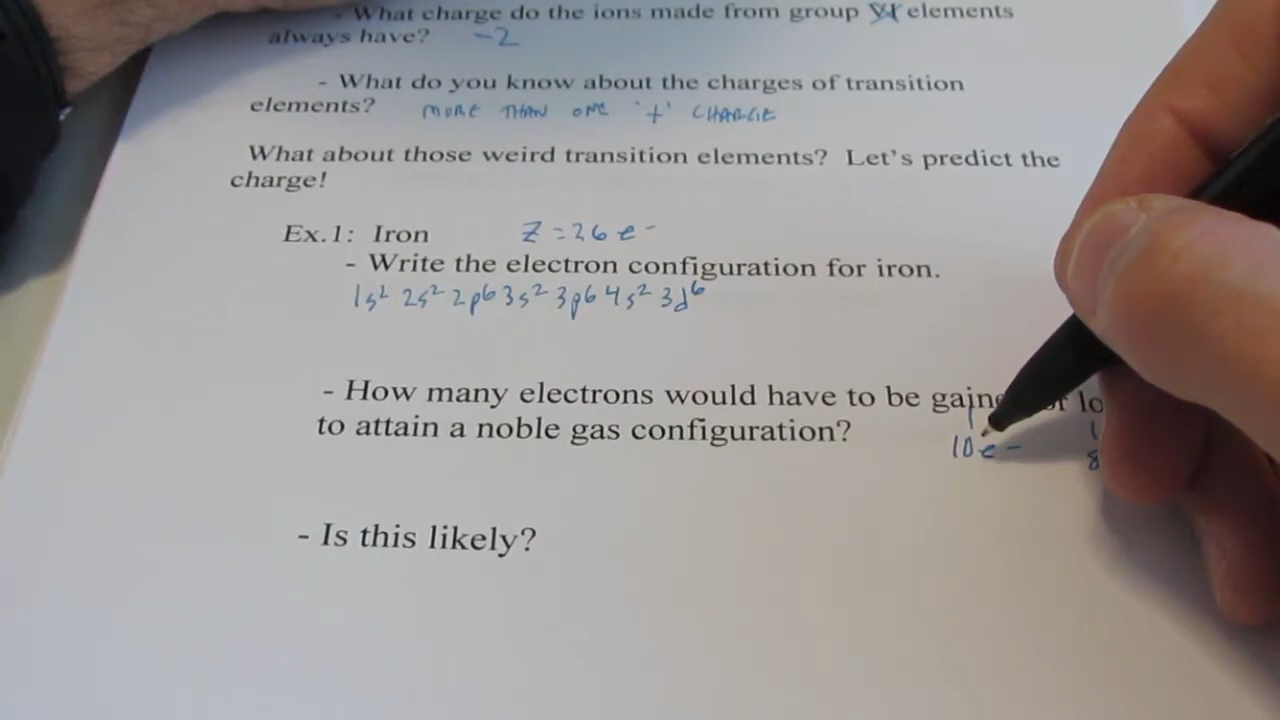 - What charge do the ions made from group elements
always have? -2
- What do you know about the charges of transition
elements? MORE THAN ONE '+' CHARGE
What about those weird transition elements? Let's predict the
charge!
Ex.1: Iron Z = 26 e⁻
- Write the electron configuration for iron.
1s² 2s² 2p⁶ 3s² 3p⁶ 4s² 3d⁶
- How many electrons would have to be
to attain a noble gas configuration?
10e⁻ 8
- Is this likely?